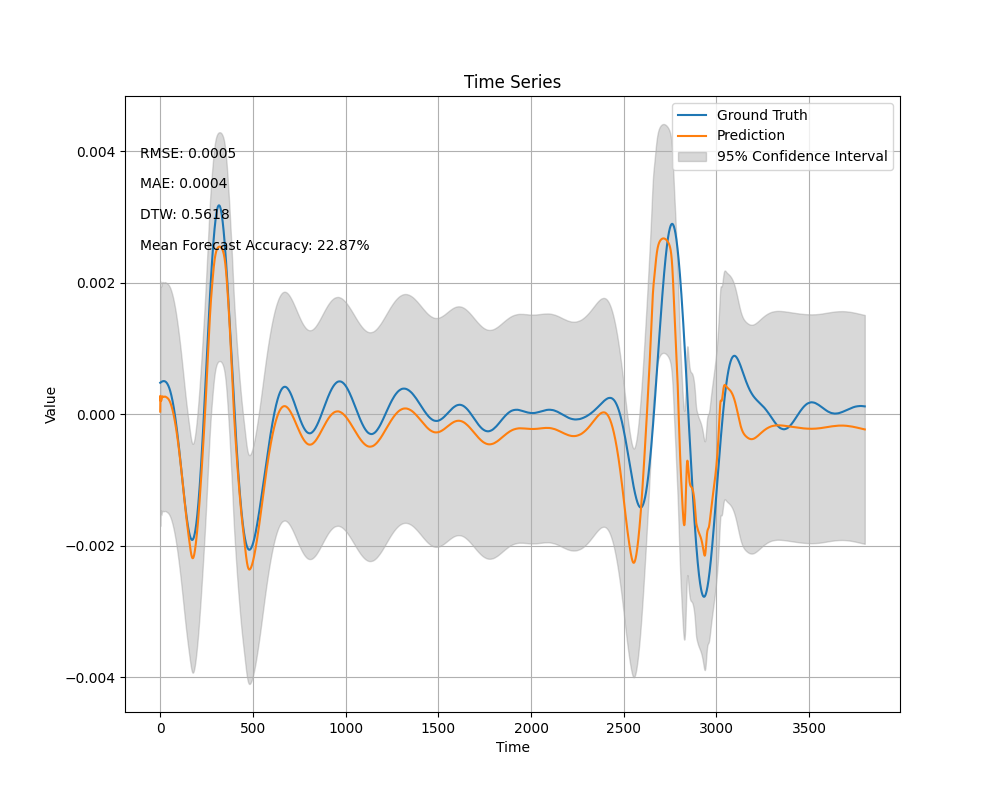 Time Series
Ground Truth
Prediction
95% Confidence Interval
RMSE: 0.0005
MAE: 0.0004
DTW: 0.5618
Mean Forecast Accuracy: 22.87%
0.004
0.002
0.000
−0.002
−0.004
Value
0 500 1000 1500 2000 2500 3000 3500
Time